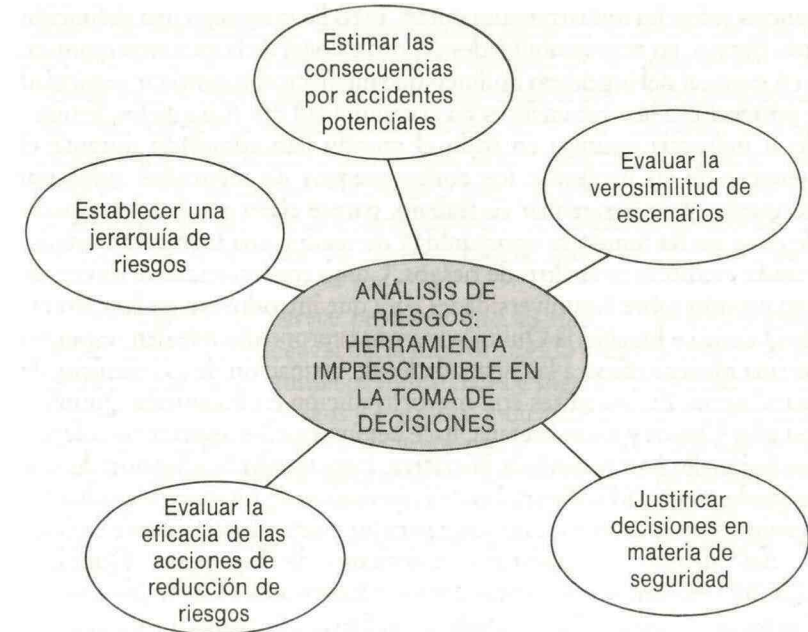 Estimar las
consecuencias
por accidentes
potenciales
Evaluar la
verosimilitud de
escenarios
Establecer una
jerarquía de
riesgos
ANÁLISIS DE
RIESGOS:
HERRAMIENTA
IMPRESCINDIBLE EN
LA TOMA DE
DECISIONES
Evaluar la
eficacia de las
acciones de
reducción de
riesgos
Justificar
decisiones en
materia de
seguridad